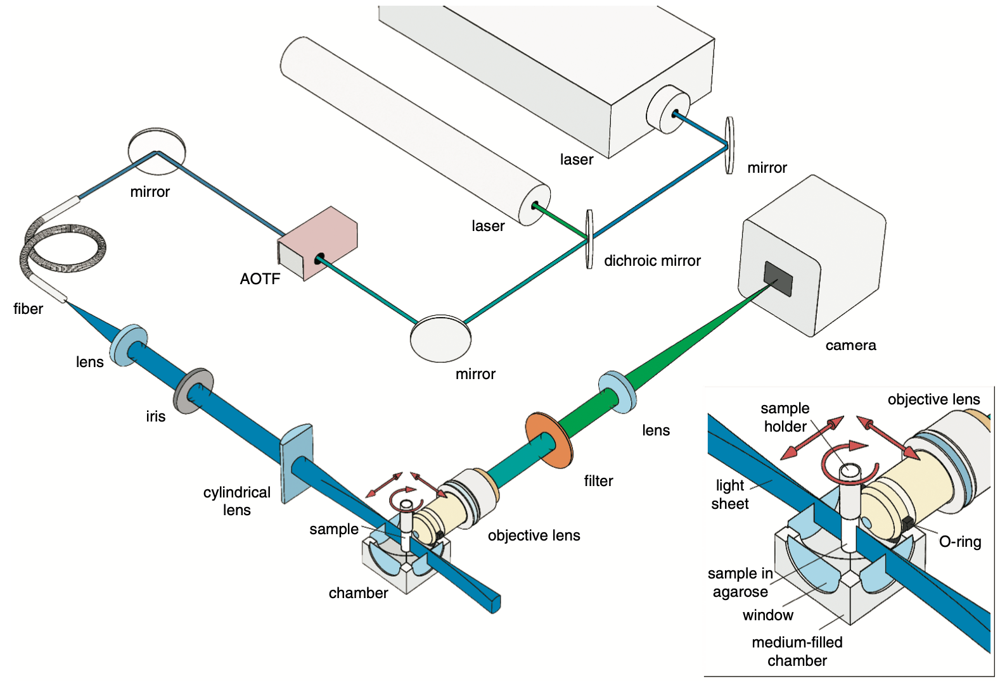 laser
mirror
mirror
laser
dichroic mirror
AOTF
fiber
camera
lens
mirror
iris
lens
filter
cylindrical
lens
sample
objective lens
chamber
objective lens
sample
holder
light
sheet
O-ring
sample in
agarose
window
medium-filled
chamber